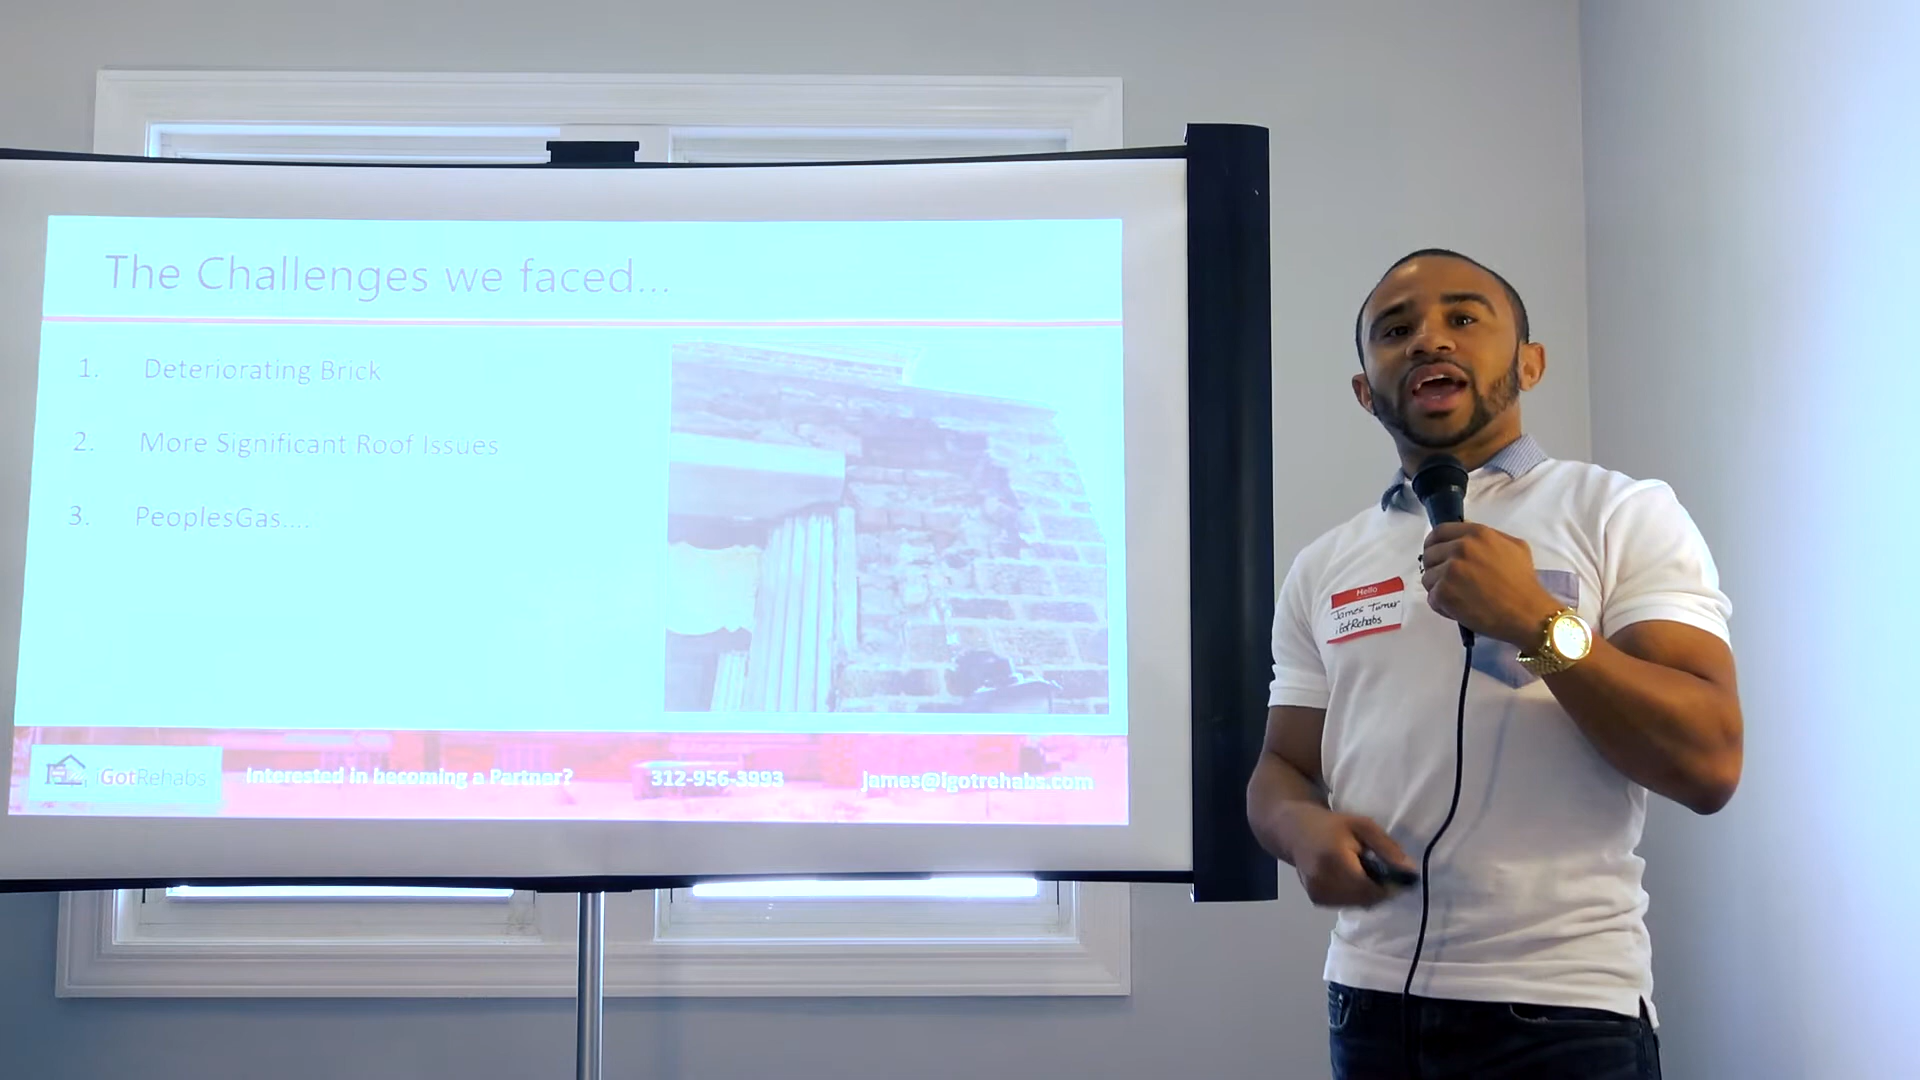 The Challenges we faced...
1. Deteriorating Brick
2. More Significant Roof Issues
3. PeoplesGas....
iGotRehabs
Interested in becoming a Partner?
312-956-3993
james@igotrehabs.com
Hello
James Turner
iGotRehabs